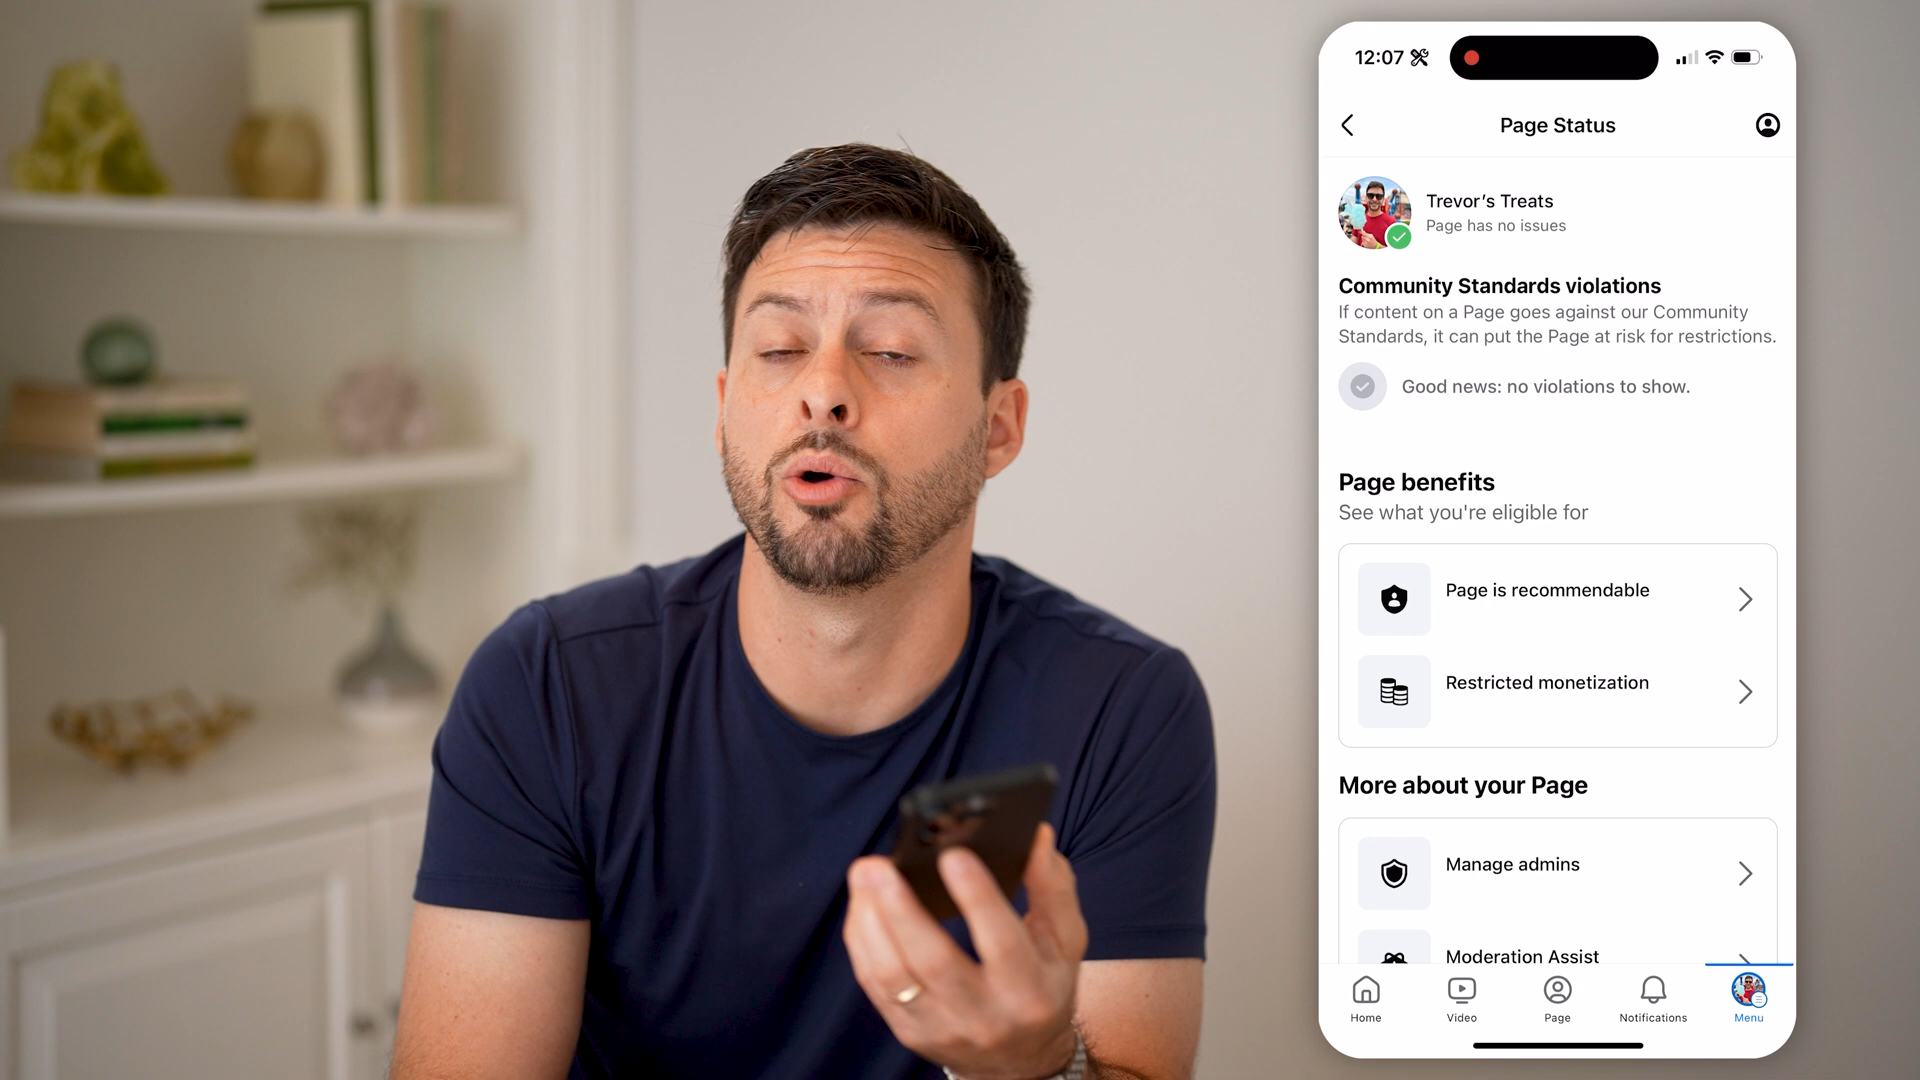 12:07
Page Status
Trevor's Treats
Page has no issues
Community Standards violations
If content on a Page goes against our Community
Standards, it can put the Page at risk for restrictions.
Good news: no violations to show.
Page benefits
See what you're eligible for
Page is recommendable
Restricted monetization
More about your Page
Manage admins
Moderation Assist
Home
Video
Page
Notifications
Menu